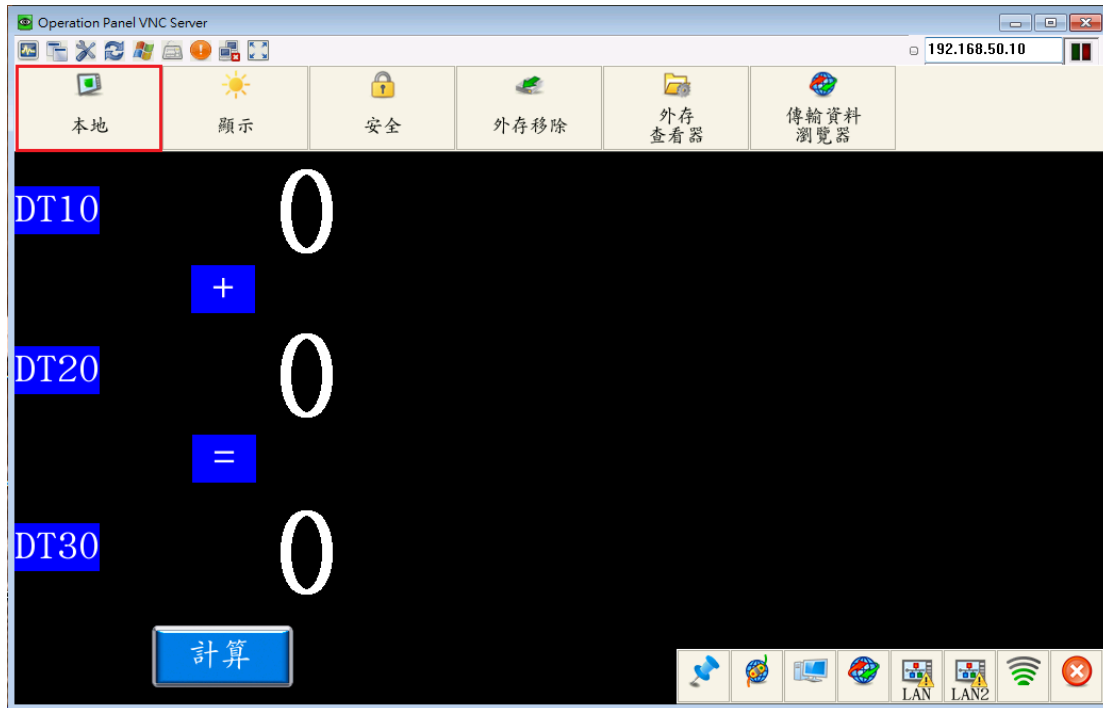 Operation Panel VNC Server
192.168.50.10
本地
顯示
安全
外存移除
外存
查看器
傳輸資料
瀏覽器
DT10
0
+
DT20
0
=
DT30
0
計算
LAN
LAN2